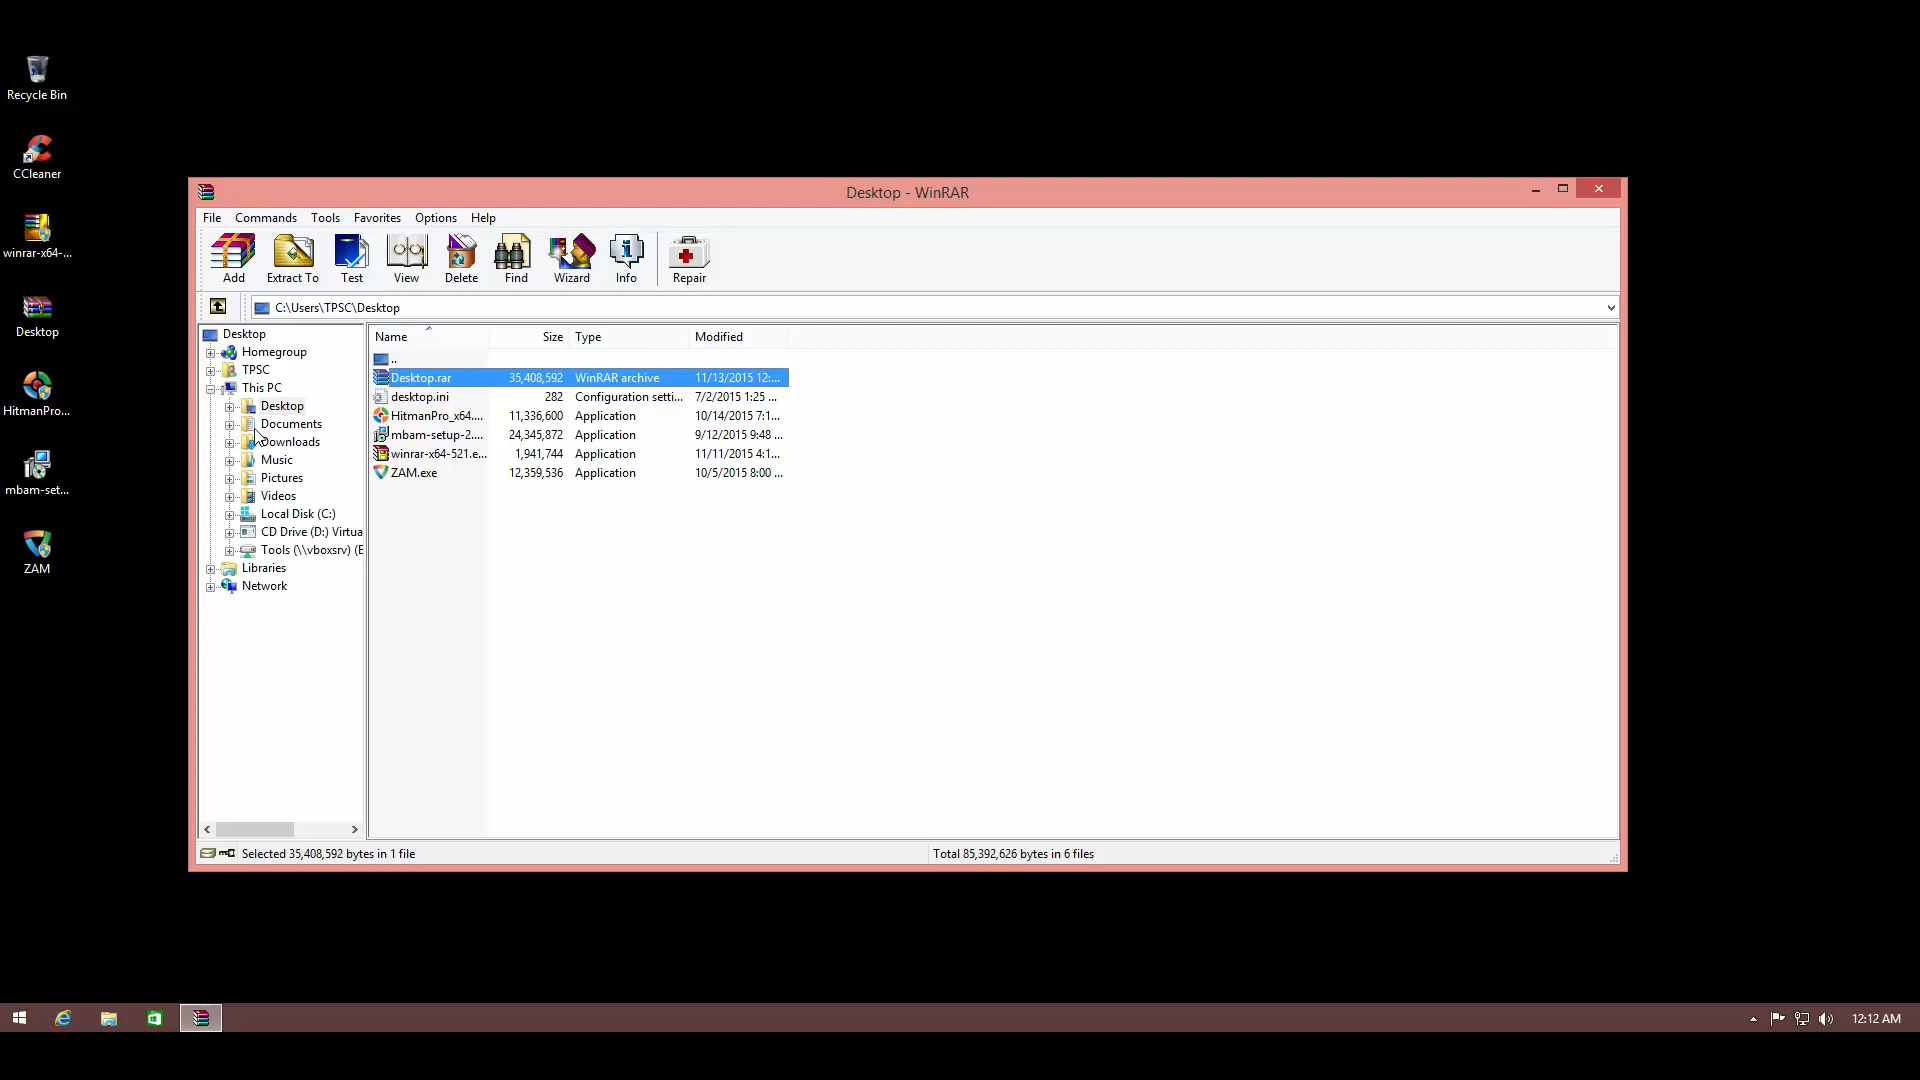 Recycle Bin
CCleaner
winrar-x64-...
Desktop
HitmanPro...
mbam-set...
ZAM
Desktop - WinRAR
File Commands Tools Favorites Options Help
Add Extract To Test View Delete Find Wizard Info Repair
C:\Users\TPSC\Desktop
Desktop
Homegroup
TPSC
This PC
Desktop
Documents
Downloads
Music
Pictures
Videos
Local Disk (C:)
CD Drive (D:) Virtua
Tools (\\vboxsrv) (E
Libraries
Network
Name Size Type Modified
..
Desktop.rar 35,408,592 WinRAR archive 11/13/2015 12:...
desktop.ini 282 Configuration setti... 7/2/2015 1:25 ...
HitmanPro_x64.... 11,336,600 Application 10/14/2015 7:1...
mbam-setup-2.... 24,345,872 Application 9/12/2015 9:48 ...
winrar-x64-521.e... 1,941,744 Application 11/11/2015 4:1...
ZAM.exe 12,359,536 Application 10/5/2015 8:00 ...
Selected 35,408,592 bytes in 1 file
Total 85,392,626 bytes in 6 files
12:12 AM